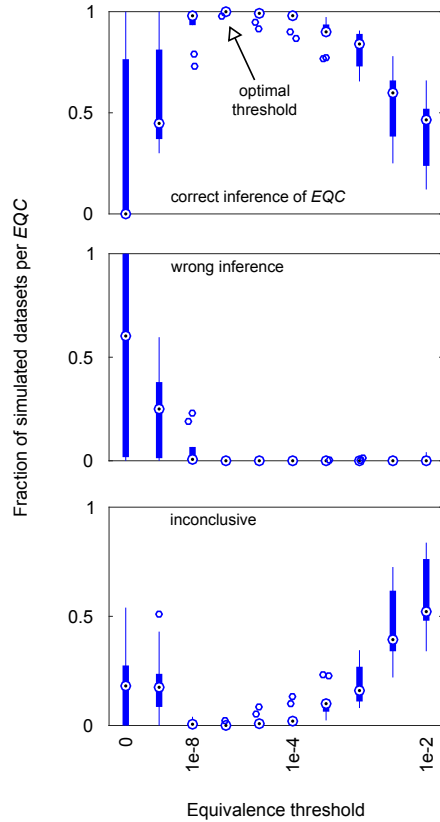 Fraction of simulated datasets per EQC
1
0.5
0
optimal
threshold
correct inference of EQC
1
0.5
0
wrong inference
1
0.5
0
inconclusive
0
1e-8
1e-4
1e-2
Equivalence threshold